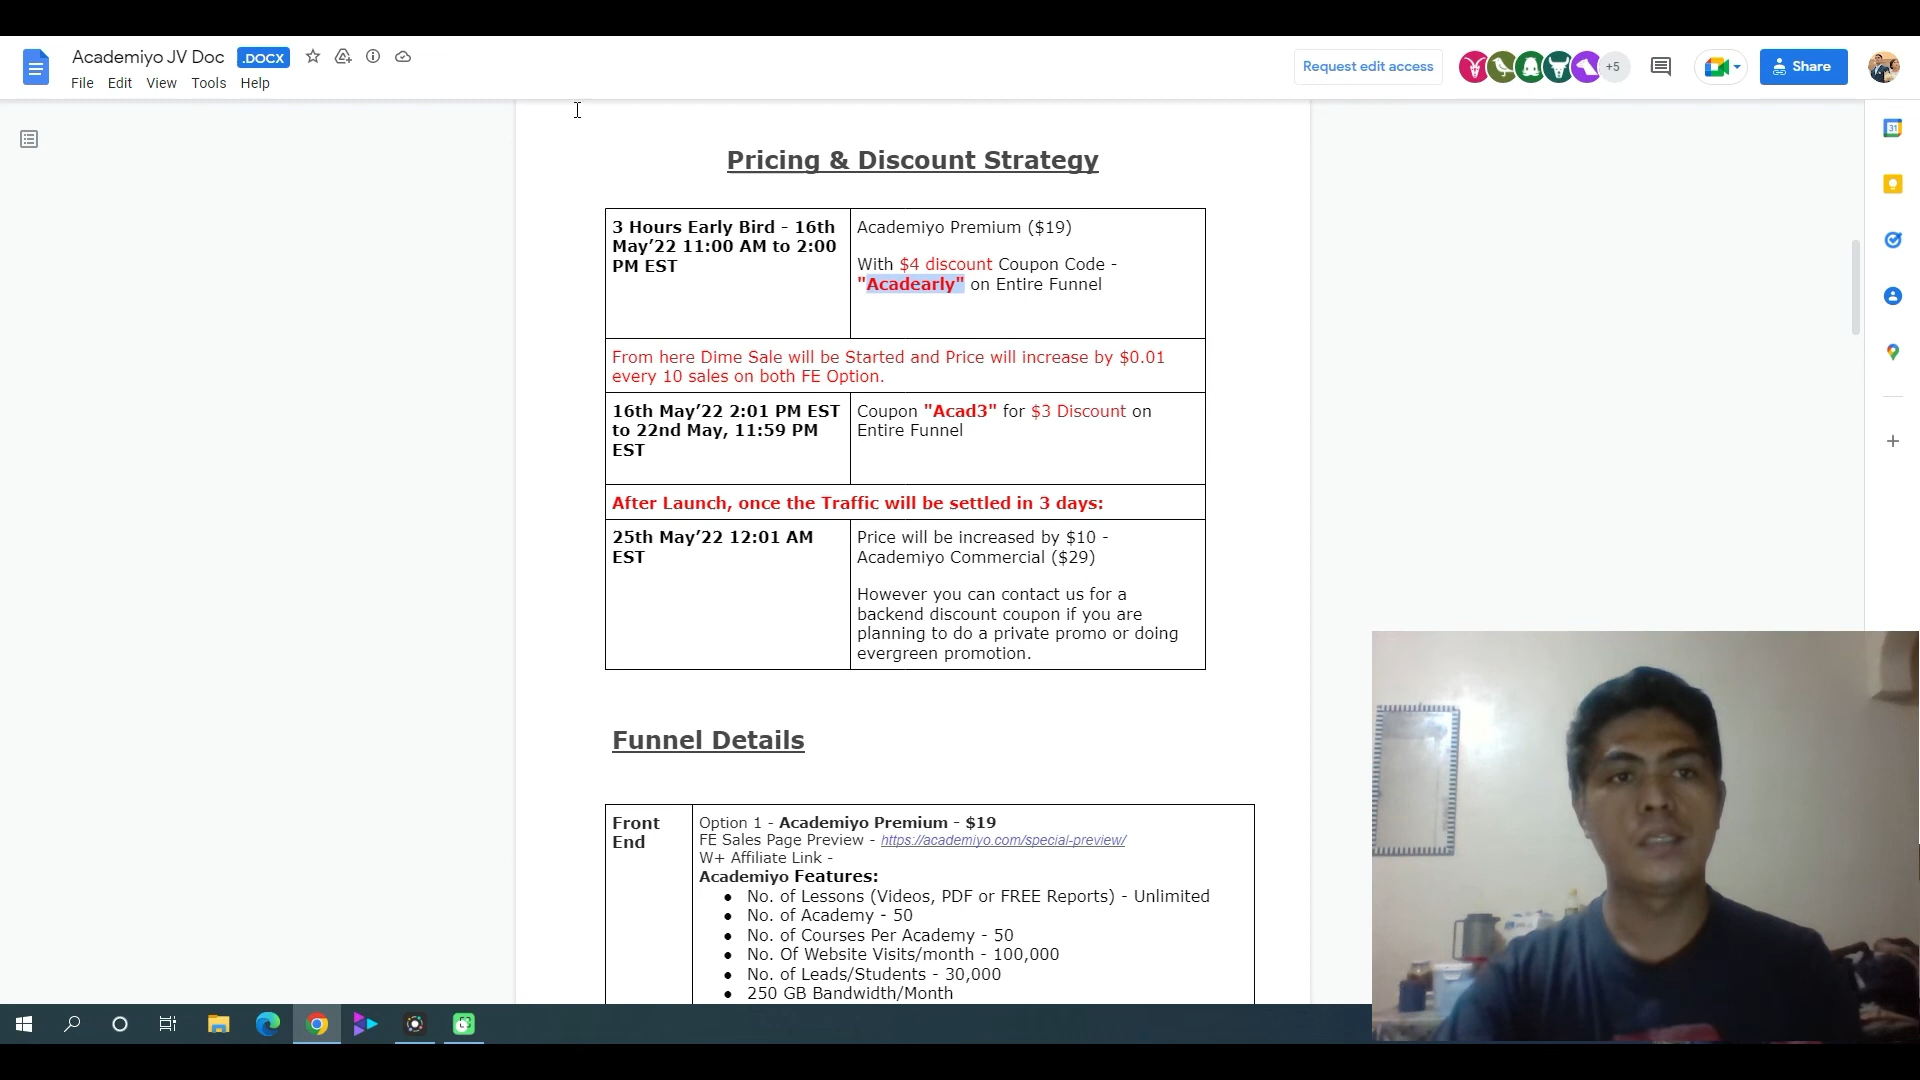 Academiyo JV Doc .DOCX
File Edit View Tools Help
Request edit access
+5
Share
31
Pricing & Discount Strategy
3 Hours Early Bird - 16th
May’22 11:00 AM to 2:00
PM EST
Academiyo Premium ($19)
With $4 discount Coupon Code -
"Acadearly" on Entire Funnel
From here Dime Sale will be Started and Price will increase by $0.01
every 10 sales on both FE Option.
16th May’22 2:01 PM EST
to 22nd May, 11:59 PM
EST
Coupon "Acad3" for $3 Discount on
Entire Funnel
After Launch, once the Traffic will be settled in 3 days:
25th May’22 12:01 AM
EST
Price will be increased by $10 -
Academiyo Commercial ($29)
However you can contact us for a
backend discount coupon if you are
planning to do a private promo or doing
evergreen promotion.
Funnel Details
Front
End
Option 1 - Academiyo Premium - $19
FE Sales Page Preview - https://academiyo.com/special-preview/
W+ Affiliate Link -
Academiyo Features:
● No. of Lessons (Videos, PDF or FREE Reports) - Unlimited
● No. of Academy - 50
● No. of Courses Per Academy - 50
● No. Of Website Visits/month - 100,000
● No. of Leads/Students - 30,000
● 250 GB Bandwidth/Month